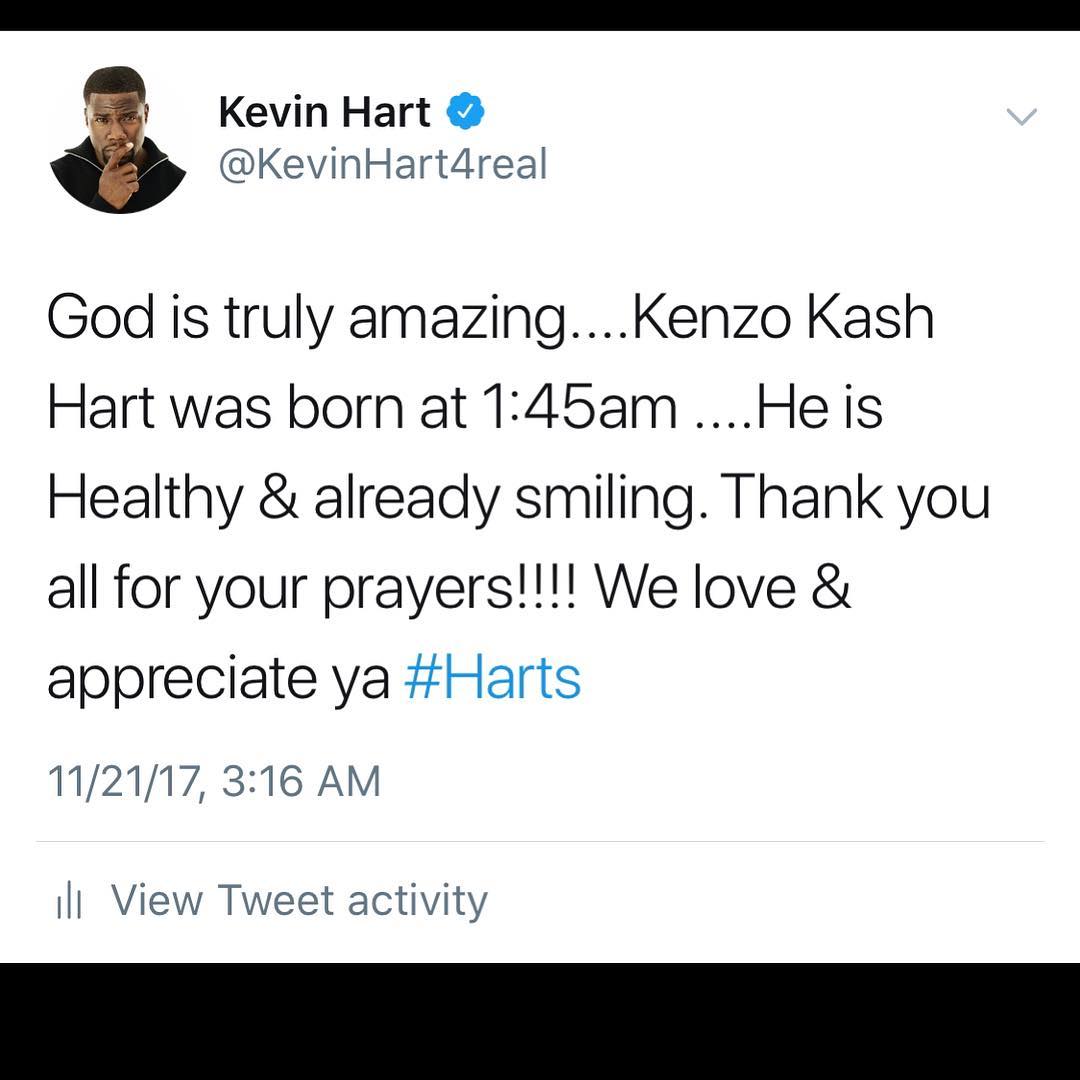 Kevin Hart
@KevinHart4real
God is truly amazing....Kenzo Kash
Hart was born at 1:45am ....He is
Healthy & already smiling. Thank you
all for your prayers!!!! We love &
appreciate ya #Harts
11/21/17, 3:16 AM
View Tweet activity